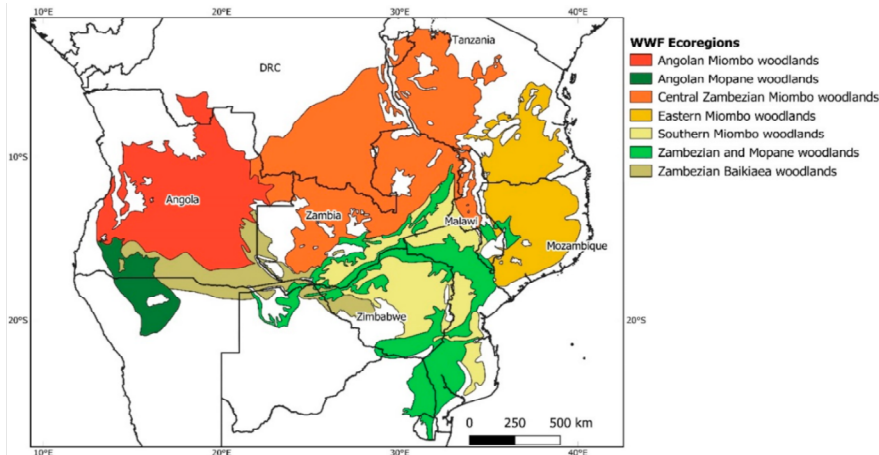 10°E 20°E 30°E 40°E
Tanzania
DRC
10°S
Angola
Zambia
Malawi
Mozambique
Zimbabwe
20°S 20°S
0 250 500 km
10°E 20°E 30°E 40°E
WWF Ecoregions
Angolan Miombo woodlands
Angolan Mopane woodlands
Central Zambezian Miombo woodlands
Eastern Miombo woodlands
Southern Miombo woodlands
Zambezian and Mopane woodlands
Zambezian Baikiaea woodlands